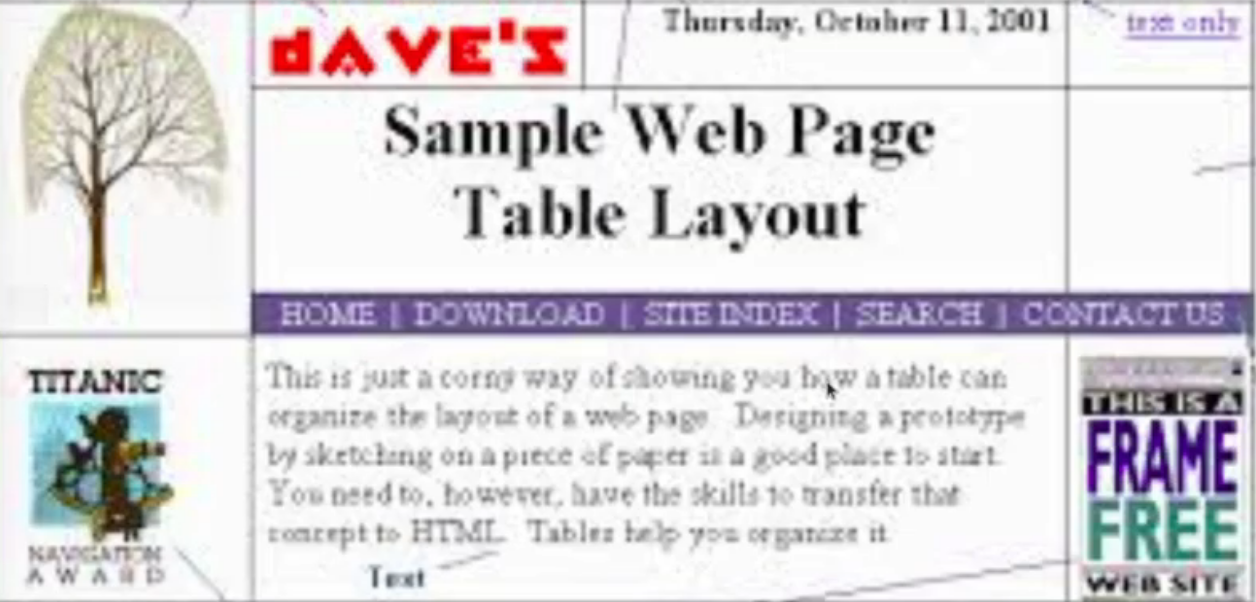 dAVE'S
Thursday, October 11, 2001
text only
Sample Web Page
Table Layout
HOME | DOWNLOAD | SITE INDEX | SEARCH | CONTACT US
TITANIC
NAVIGATION
AWARD
This is just a corny way of showing you how a table can
organize the layout of a web page. Designing a prototype
by sketching on a piece of paper is a good place to start.
You need to, however, have the skills to transfer that
concept to HTML. Tables help you organize it
Text
THIS IS A
FRAME
FREE
WEB SITE